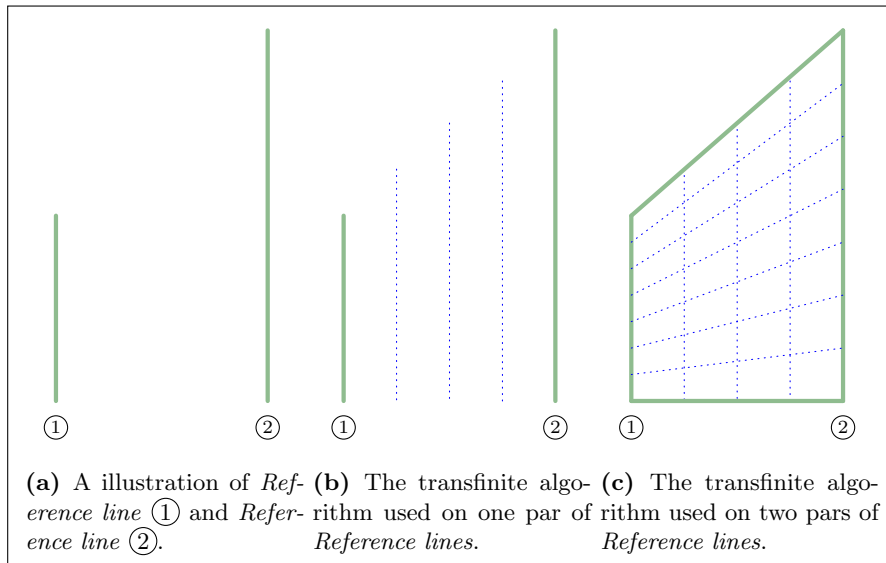 ① ② ① ② ① ②
(a) A illustration of Ref-
erence line ① and Refer-
ence line ②.
(b) The transfinite algo-
rithm used on one par of
Reference lines.
(c) The transfinite algo-
rithm used on two pars of
Reference lines.